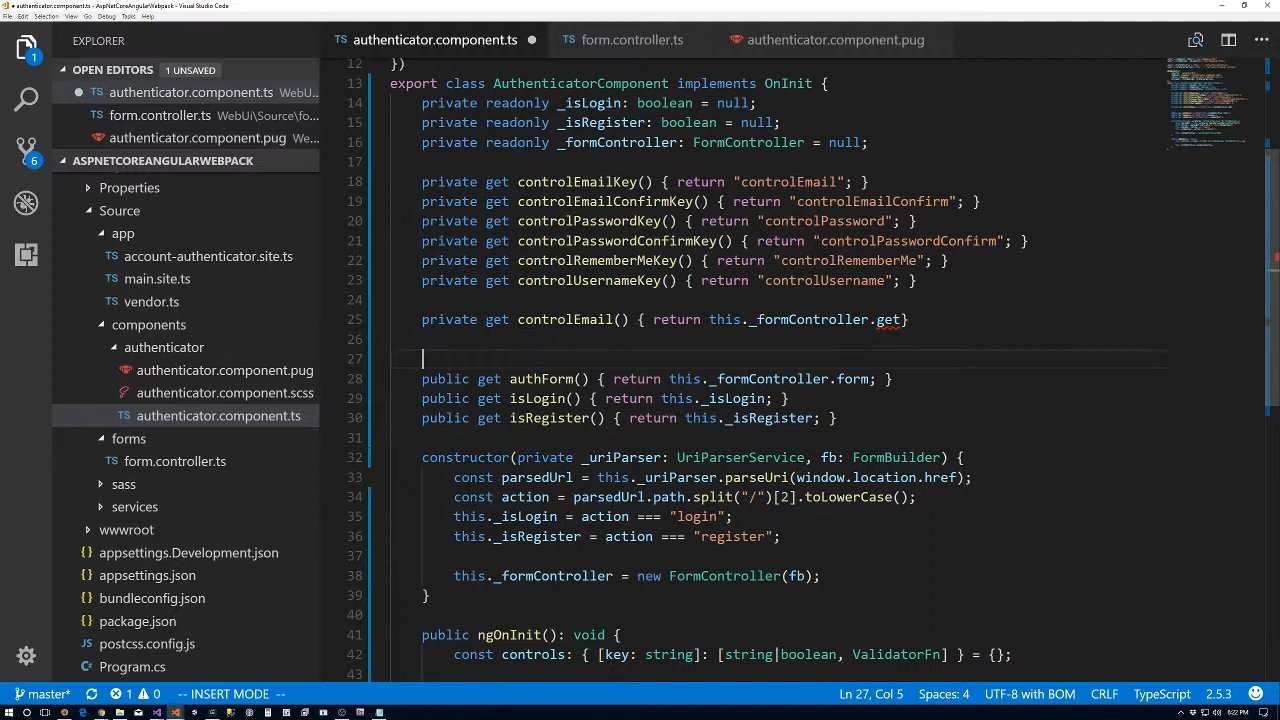 authenticator.component.ts - AspNetCoreAngularWebpack - Visual Studio Code
File Edit Selection View Debug Tasks Help
EXPLORER
OPEN EDITORS 1 UNSAVED
authenticator.component.ts WebU...
form.controller.ts WebUi\Source\fo...
authenticator.component.pug We...
ASPNETCOREANGULARWEBPACK
Properties
Source
app
account-authenticator.site.ts
main.site.ts
vendor.ts
components
authenticator
authenticator.component.pug
authenticator.component.scss
authenticator.component.ts
forms
form.controller.ts
sass
services
wwwroot
appsettings.Development.json
appsettings.json
bundleconfig.json
package.json
postcss.config.js
Program.cs
authenticator.component.ts form.controller.ts authenticator.component.pug
12 })
13 export class AuthenticatorComponent implements OnInit {
14 private readonly _isLogin: boolean = null;
15 private readonly _isRegister: boolean = null;
16 private readonly _formController: FormController = null;
17
18 private get controlEmailKey() { return "controlEmail"; }
19 private get controlEmailConfirmKey() { return "controlEmailConfirm"; }
20 private get controlPasswordKey() { return "controlPassword"; }
21 private get controlPasswordConfirmKey() { return "controlPasswordConfirm"; }
22 private get controlRememberMeKey() { return "controlRememberMe"; }
23 private get controlUsernameKey() { return "controlUsername"; }
24
25 private get controlEmail() { return this._formController.get}
26
27
28 public get authForm() { return this._formController.form; }
29 public get isLogin() { return this._isLogin; }
30 public get isRegister() { return this._isRegister; }
31
32 constructor(private _uriParser: UriParserService, fb: FormBuilder) {
33 const parsedUrl = this._uriParser.parseUri(window.location.href);
34 const action = parsedUrl.path.split("/")[2].toLowerCase();
35 this._isLogin = action === "login";
36 this._isRegister = action === "register";
37
38 this._formController = new FormController(fb);
39 }
40
41 public ngOnInit(): void {
42 const controls: { [key: string]: [string|boolean, ValidatorFn] } = {};
43
1
6
master* 1 0 -- INSERT MODE -- Ln 27, Col 5 Spaces: 4 UTF-8 with BOM CRLF TypeScript 2.5.3
6:22 PM